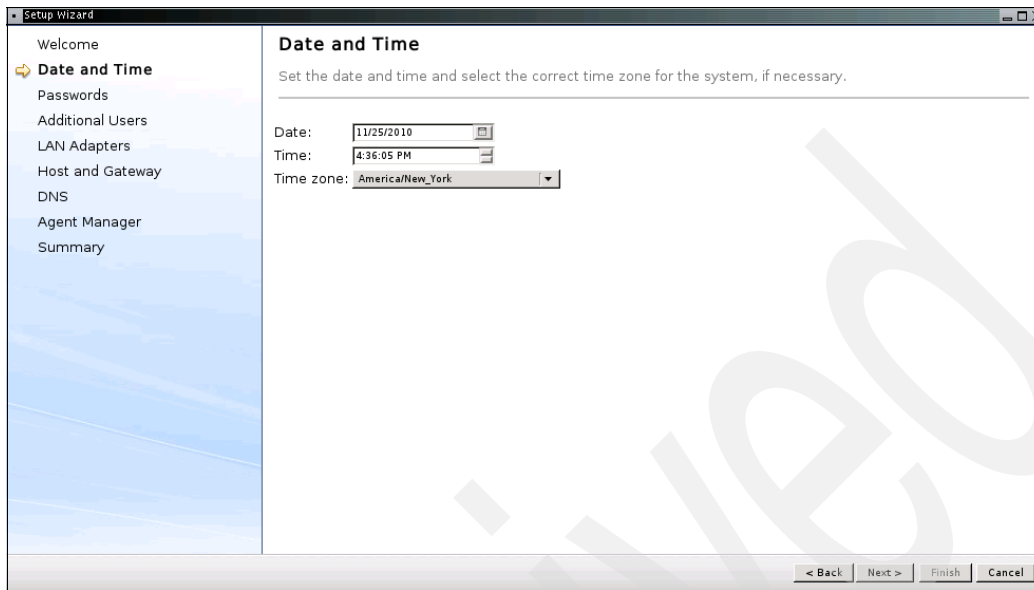 Setup Wizard
Welcome
Date and Time
Passwords
Additional Users
LAN Adapters
Host and Gateway
DNS
Agent Manager
Summary
Date and Time
Set the date and time and select the correct time zone for the system, if necessary.
Date: 11/25/2010
Time: 4:36:05 PM
Time zone: America/New_York
< Back Next > Finish Cancel